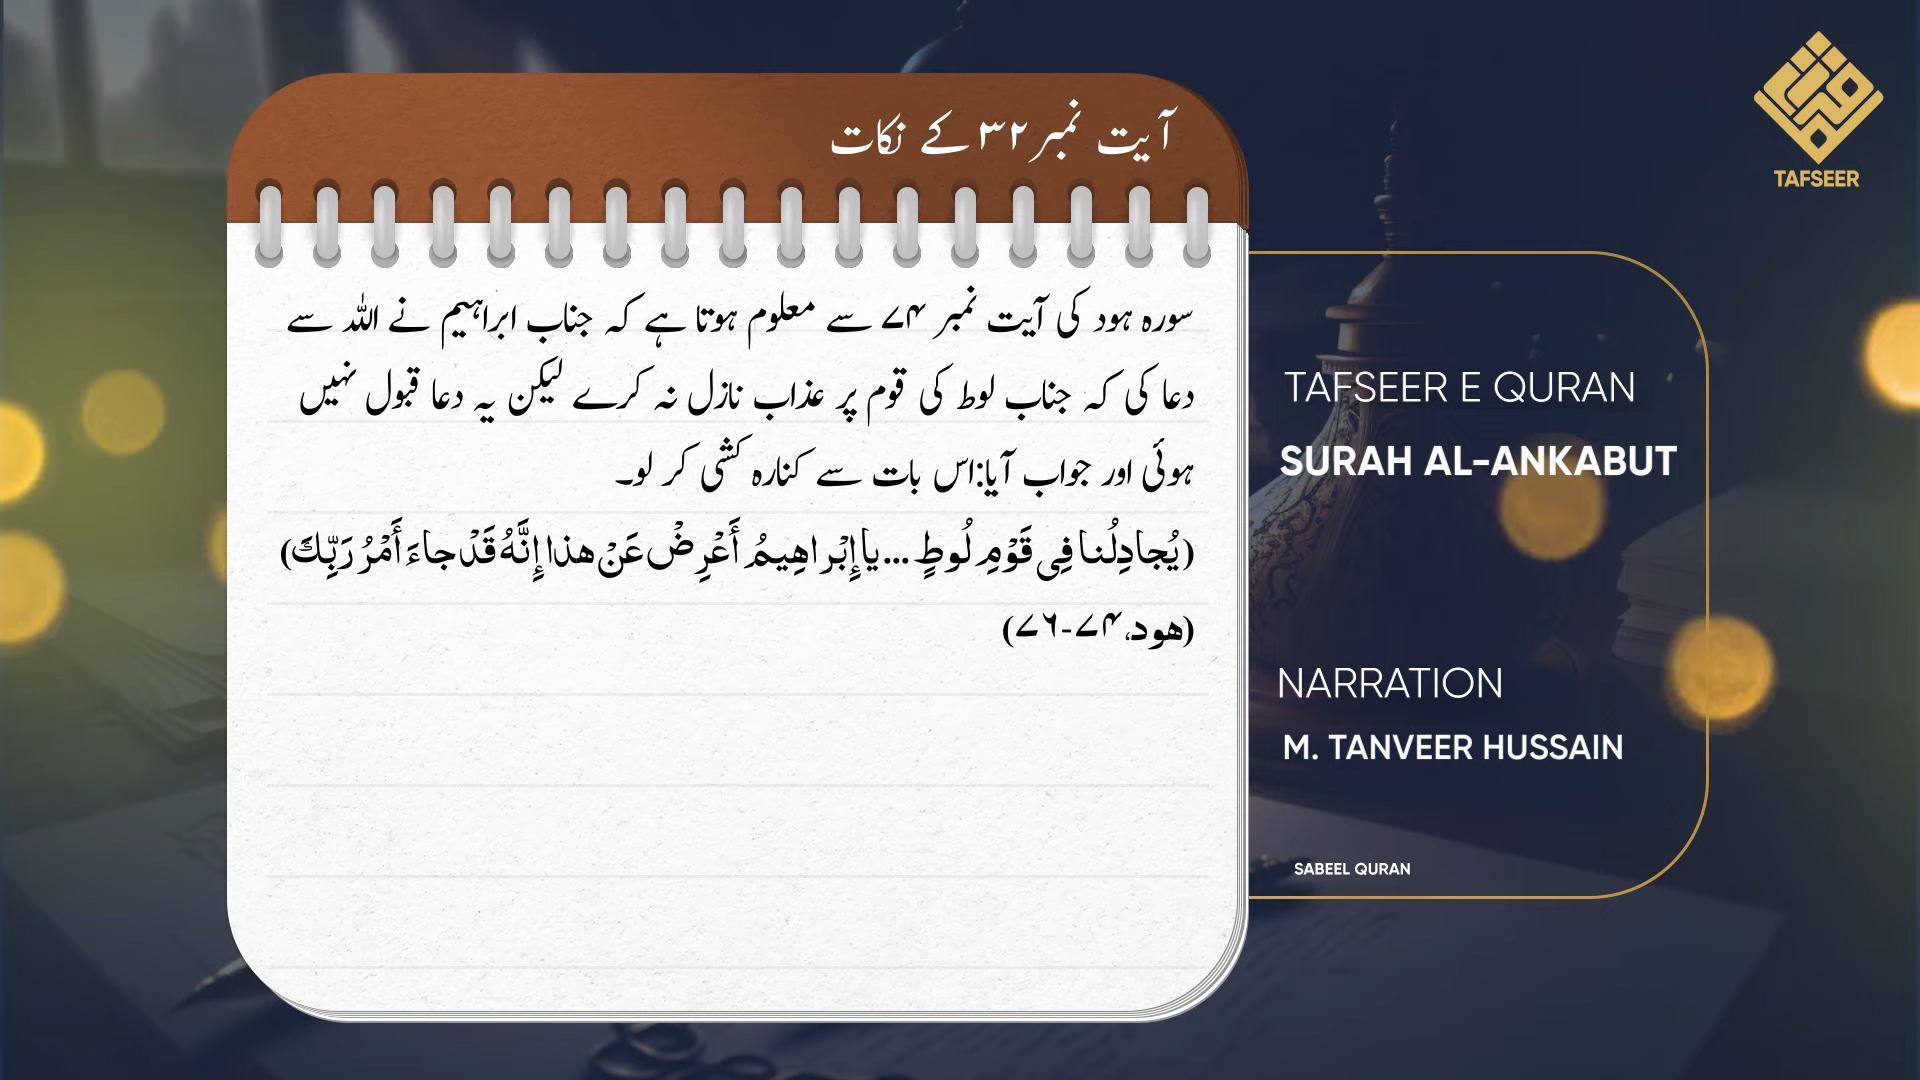 آیت نمبر ۳۲ کے نکات
سورہ ہود کی آیت نمبر ۷۴ سے معلوم ہوتا ہے کہ جناب ابراہیم نے اللہ سے
دعا کی کہ جناب لوط کی قوم پر عذاب نازل نہ کرے لیکن یہ دعا قبول نہیں
ہوئی اور جواب آیا:اس بات سے کنارہ کشی کر لو۔
(يُجادِلُنا فِي قَوْمِ لُوطٍ ... يا إِبْراهِيمُ أَعْرِضْ عَنْ هذا إِنَّهُ قَدْ جاءَ أَمْرُ رَبِّكَ)
(هود، ۷۴-۷۶)
TAFSEER
TAFSEER E QURAN
SURAH AL-ANKABUT
NARRATION
M. TANVEER HUSSAIN
SABEEL QURAN